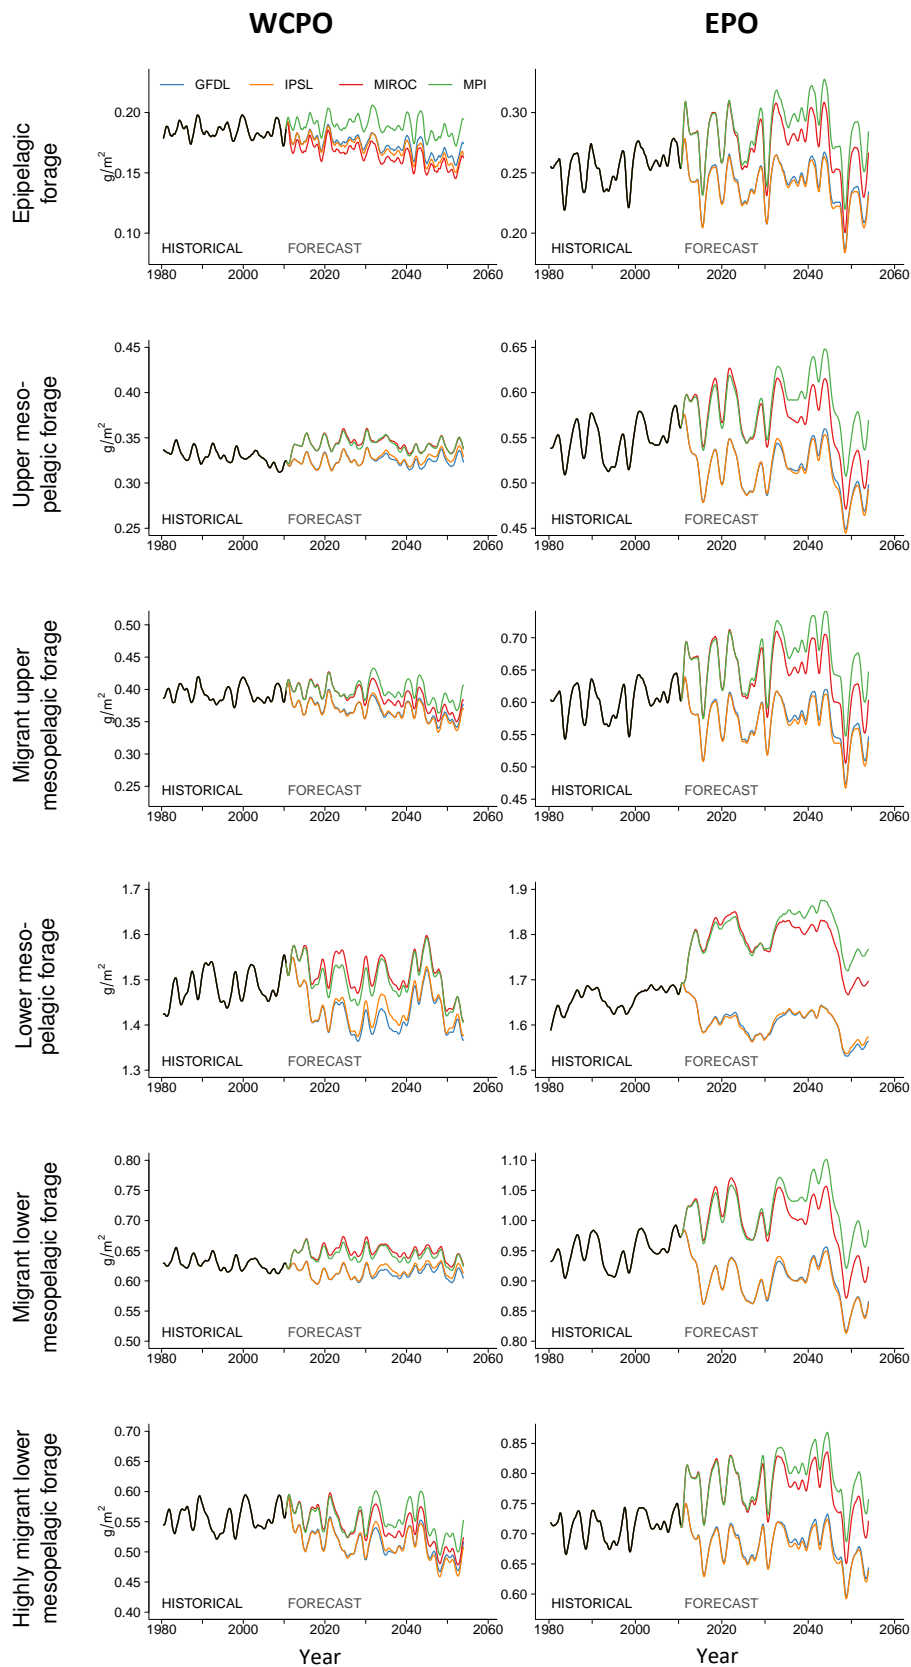 WCPO
EPO
Epipelagic
forage
g/m²
GFDL
IPSL
MIROC
MPI
0.20
0.15
0.10
HISTORICAL
FORECAST
1980
2000
2020
2040
2060
0.30
0.25
0.20
HISTORICAL
FORECAST
1980
2000
2020
2040
2060
Upper meso-
pelagic forage
g/m²
0.45
0.40
0.35
0.30
0.25
HISTORICAL
FORECAST
1980
2000
2020
2040
2060
0.65
0.60
0.55
0.50
0.45
HISTORICAL
FORECAST
1980
2000
2020
2040
2060
Migrant upper
mesopelagic forage
g/m²
0.50
0.45
0.40
0.35
0.30
0.25
HISTORICAL
FORECAST
1980
2000
2020
2040
2060
0.70
0.65
0.60
0.55
0.50
0.45
HISTORICAL
FORECAST
1980
2000
2020
2040
2060
Lower meso-
pelagic forage
g/m²
1.7
1.6
1.5
1.4
1.3
HISTORICAL
FORECAST
1980
2000
2020
2040
2060
1.9
1.8
1.7
1.6
1.5
HISTORICAL
FORECAST
1980
2000
2020
2040
2060
Migrant lower
mesopelagic forage
g/m²
0.80
0.75
0.70
0.65
0.60
0.55
0.50
HISTORICAL
FORECAST
1980
2000
2020
2040
2060
1.10
1.05
1.00
0.95
0.90
0.85
0.80
HISTORICAL
FORECAST
1980
2000
2020
2040
2060
Highly migrant lower
mesopelagic forage
g/m²
0.70
0.65
0.60
0.55
0.50
0.45
0.40
HISTORICAL
FORECAST
1980
2000
2020
2040
2060
Year
0.85
0.80
0.75
0.70
0.65
0.60
HISTORICAL
FORECAST
1980
2000
2020
2040
2060
Year